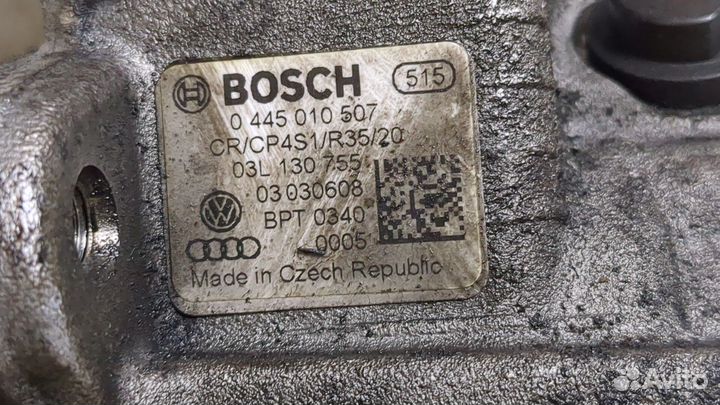 BOSCH 515
0 445 010 507
CR/CP4S1/R35/20
03L 130 755
03 030608
BPT 0340
0005
Made in Czech Republic
Avito